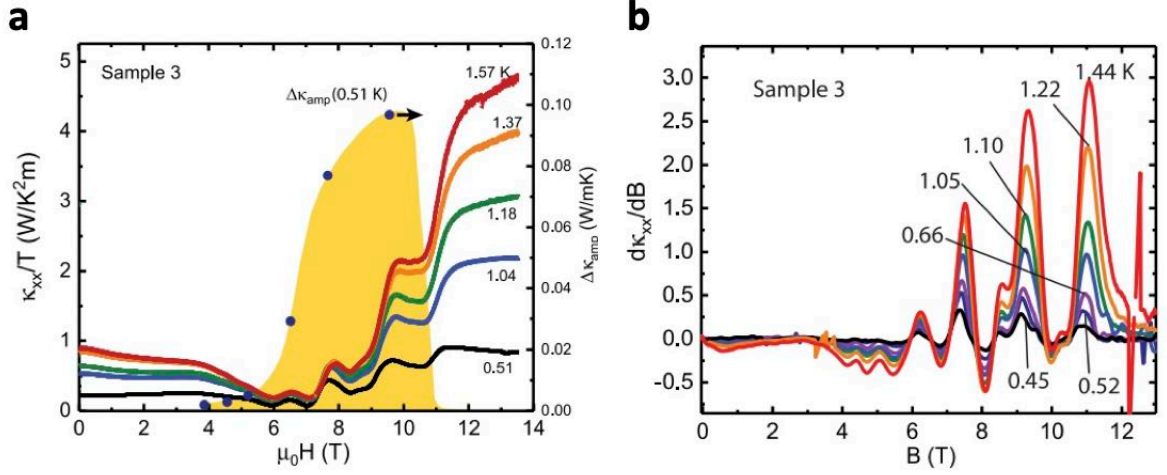 a
5
4
3
2
1
0
κxx/T (W/K²m)
Sample 3
Δκamp(0.51 K)
1.57 K
1.37
1.18
1.04
0.51
0.12
0.10
0.08
0.06
0.04
0.02
0.00
Δκamp (W/mK)
0 2 4 6 8 10 12 14
μ0H (T)
b
3.0
2.5
2.0
1.5
1.0
0.5
0.0
-0.5
dκxx/dB
Sample 3
1.44 K
1.22
1.10
1.05
0.66
0.45
0.52
0 2 4 6 8 10 12
B (T)